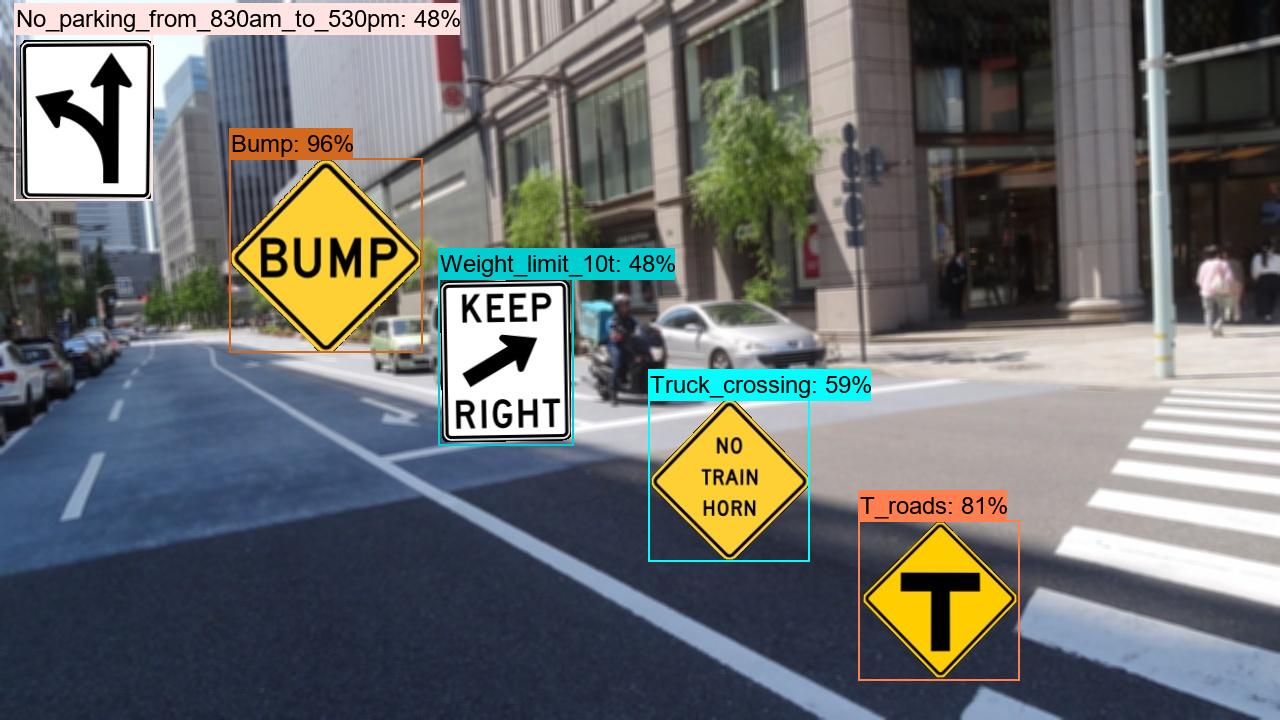 No_parking_from_830am_to_530pm: 48%
Bump: 96%
BUMP
Weight_limit_10t: 48%
KEEP
RIGHT
Truck_crossing: 59%
NO
TRAIN
HORN
T_roads: 81%
T